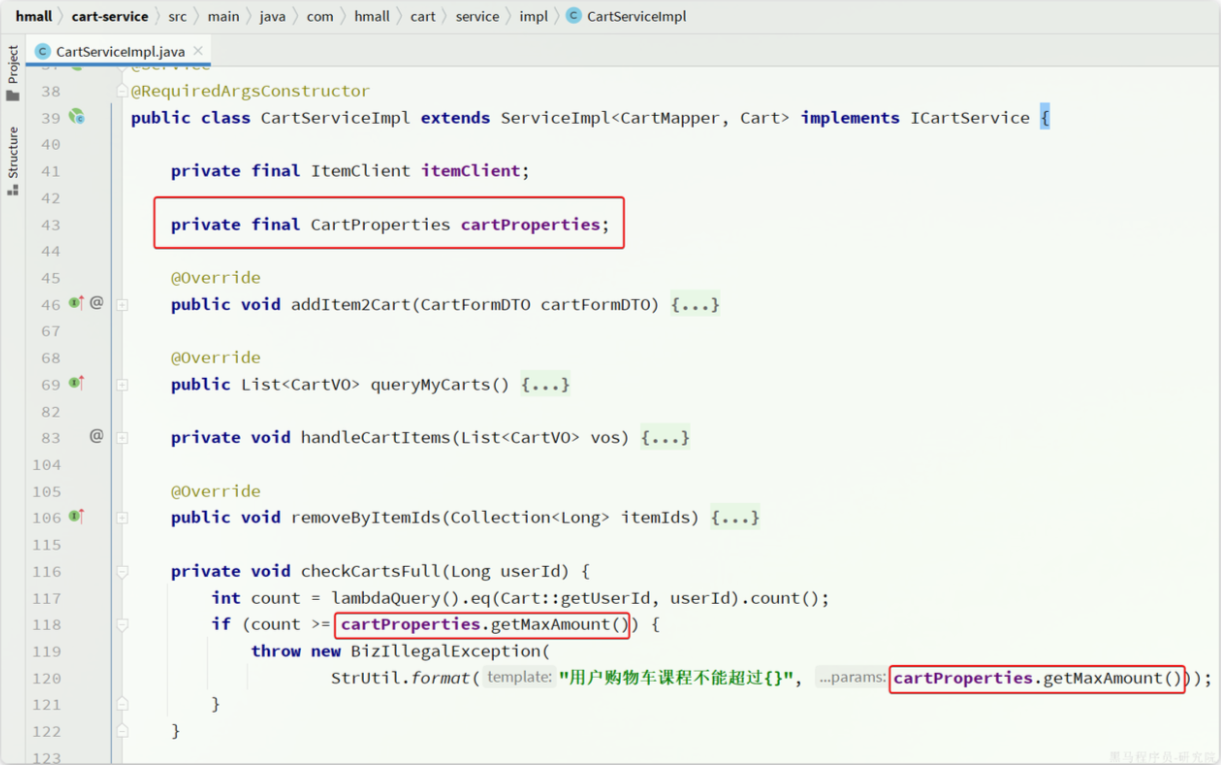 hmall cart-service src main java com hmall cart service impl CartServiceImpl
CartServiceImpl.java
Project
Structure
37 @Service
38 @RequiredArgsConstructor
39 public class CartServiceImpl extends ServiceImpl<CartMapper, Cart> implements ICartService {
40
41 private final ItemClient itemClient;
42
43 private final CartProperties cartProperties;
44
45 @Override
46 @ public void addItem2Cart(CartFormDTO cartFormDTO) {...}
67
68 @Override
69 public List<CartVO> queryMyCarts() {...}
82
83 @ private void handleCartItems(List<CartVO> vos) {...}
104
105 @Override
106 public void removeByItemIds(Collection<Long> itemIds) {...}
115
116 private void checkCartsFull(Long userId) {
117 int count = lambdaQuery().eq(Cart::getUserId, userId).count();
118 if (count >= cartProperties.getMaxAmount()) {
119 throw new BizIllegalException(
120 StrUtil.format( template: "用户购物车课程不能超过{}", ...params: cartProperties.getMaxAmount()));
121 }
122 }
123
黑马程序员-研究院